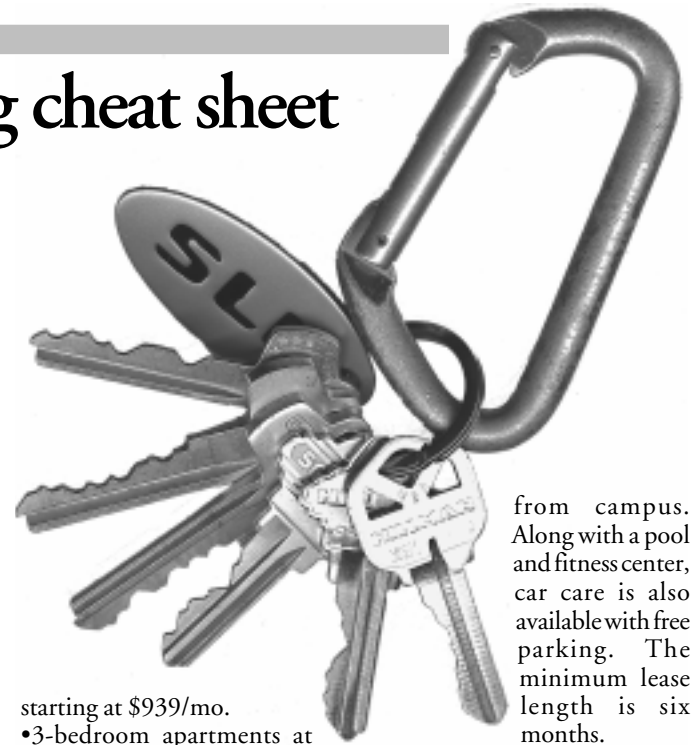 g cheat sheet
SL
HILLMAN
starting at $939/mo.
•3-bedroom apartments at
from campus.
Along with a pool
and fitness center,
car care is also
available with free
parking. The
minimum lease
length is six
months.